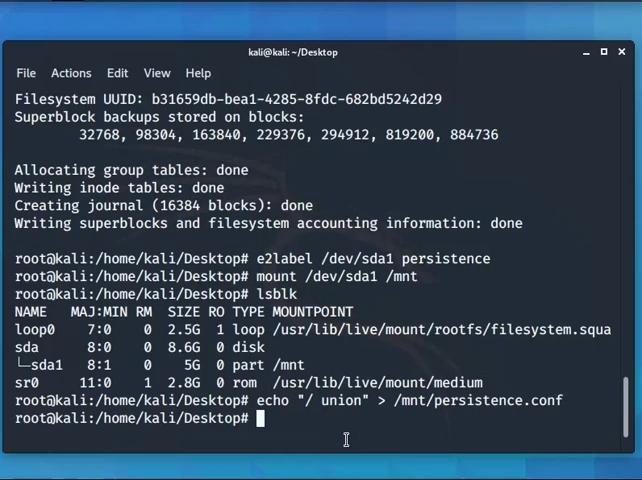 kali@kali: ~/Desktop
File Actions Edit View Help
Filesystem UUID: b31659db-bea1-4285-8fdc-682bd5242d29
Superblock backups stored on blocks:
32768, 98304, 163840, 229376, 294912, 819200, 884736
Allocating group tables: done
Writing inode tables: done
Creating journal (16384 blocks): done
Writing superblocks and filesystem accounting information: done
root@kali:/home/kali/Desktop# e2label /dev/sda1 persistence
root@kali:/home/kali/Desktop# mount /dev/sda1 /mnt
root@kali:/home/kali/Desktop# lsblk
NAME MAJ:MIN RM SIZE RO TYPE MOUNTPOINT
loop0 7:0 0 2.5G 1 loop /usr/lib/live/mount/rootfs/filesystem.squa
sda 8:0 0 8.6G 0 disk
└─sda1 8:1 0 5G 0 part /mnt
sr0 11:0 1 2.8G 0 rom /usr/lib/live/mount/medium
root@kali:/home/kali/Desktop# echo "/ union" > /mnt/persistence.conf
root@kali:/home/kali/Desktop#